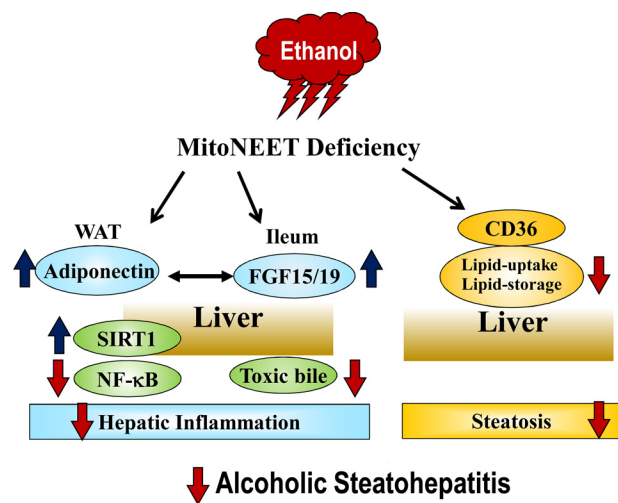 Ethanol
MitoNEET Deficiency
WAT
Adiponectin
Ileum
FGF15/19
CD36
Lipid-uptake
Lipid-storage
Liver
SIRT1
NF-κB
Toxic bile
Hepatic Inflammation
Liver
Steatosis
Alcoholic Steatohepatitis